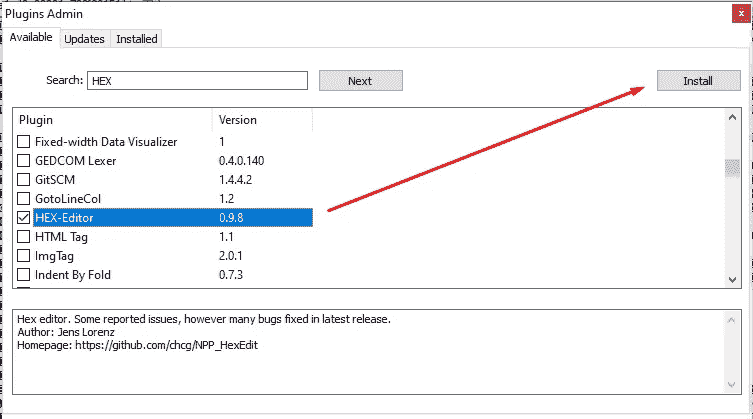 Plugins Admin
Available Updates Installed
Search: HEX Next Install
Plugin Version
Fixed-width Data Visualizer 1
GEDCOM Lexer 0.4.0.140
GitSCM 1.4.4.2
GotoLineCol 1.2
HEX-Editor 0.9.8
HTML Tag 1.1
ImgTag 2.0.1
Indent By Fold 0.7.3
Hex editor. Some reported issues, however many bugs fixed in latest release.
Author: Jens Lorenz
Homepage: https://github.com/chcg/NPP_HexEdit